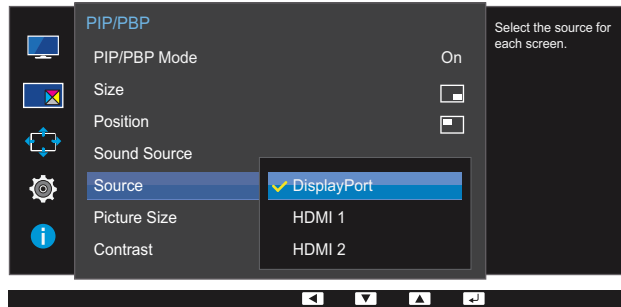 PIP/PBP
PIP/PBP Mode On
Size
Position
Sound Source
Source
DisplayPort
Picture Size
HDMI 1
Contrast
HDMI 2
Select the source for
each screen.